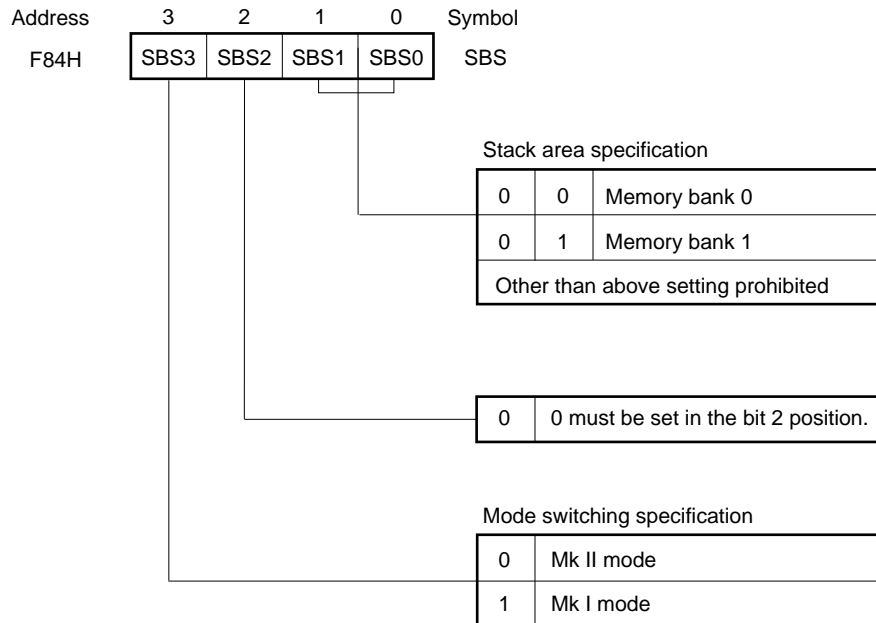 Address 3 2 1 0 Symbol
F84H SBS3 SBS2 SBS1 SBS0 SBS
Stack area specification
0 0 Memory bank 0
0 1 Memory bank 1
Other than above setting prohibited
0 0 must be set in the bit 2 position.
Mode switching specification
0 Mk II mode
1 Mk I mode